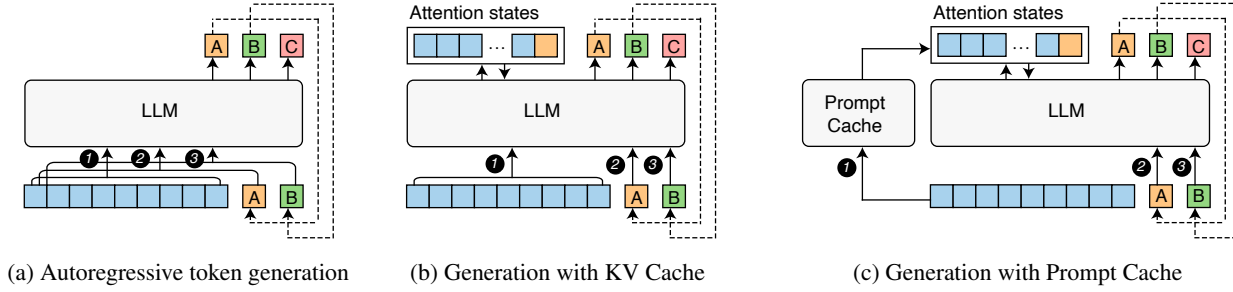 A B C
LLM
1 2 3
A B
(a) Autoregressive token generation
Attention states
... A B C
LLM
1 2 3
A B
(b) Generation with KV Cache
Attention states
... A B C
Prompt
Cache
LLM
1 2 3
A B
(c) Generation with Prompt Cache